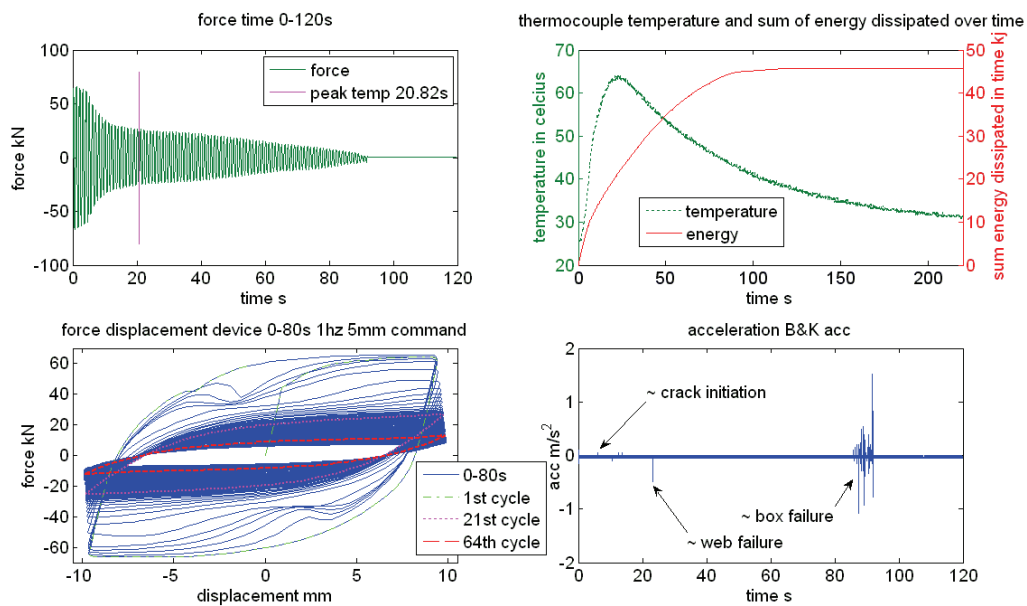 force time 0-120s
100
50
0
-50
-100
force kN
force
peak temp 20.82s
0 20 40 60 80 100 120
time s
thermocouple temperature and sum of energy dissipated over time
70
60
50
40
30
20
temperature in celcius
temperature
energy
50
40
30
20
10
0
sum energy dissipated in time kj
0 50 100 150 200
time s
force displacement device 0-80s 1hz 5mm command
60
40
20
0
-20
-40
-60
force kN
0-80s
1st cycle
21st cycle
64th cycle
-10 -5 0 5 10
displacement mm
acceleration B&K acc
2
1
0
-1
-2
acc m/s²
~ crack initiation
~ box failure
~ web failure
0 20 40 60 80 100 120
time s